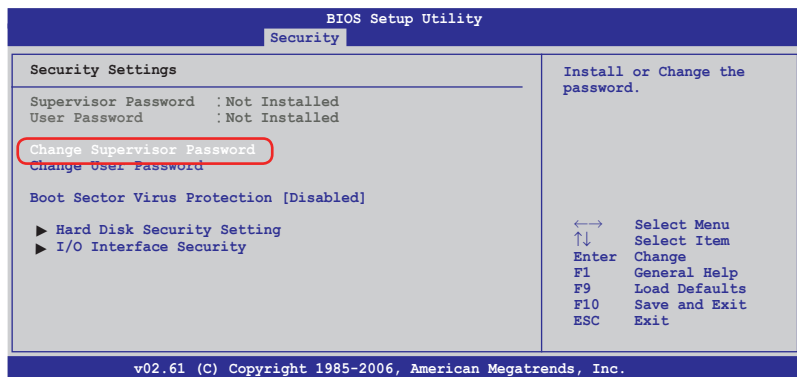 BIOS Setup Utility
Security
Security Settings
Supervisor Password : Not Installed
User Password : Not Installed
Change Supervisor Password
Change User Password
Boot Sector Virus Protection [Disabled]
▶ Hard Disk Security Setting
▶ I/O Interface Security
Install or Change the
password.
←→ Select Menu
↑↓ Select Item
Enter Change
F1 General Help
F9 Load Defaults
F10 Save and Exit
ESC Exit
v02.61 (C) Copyright 1985-2006, American Megatrends, Inc.